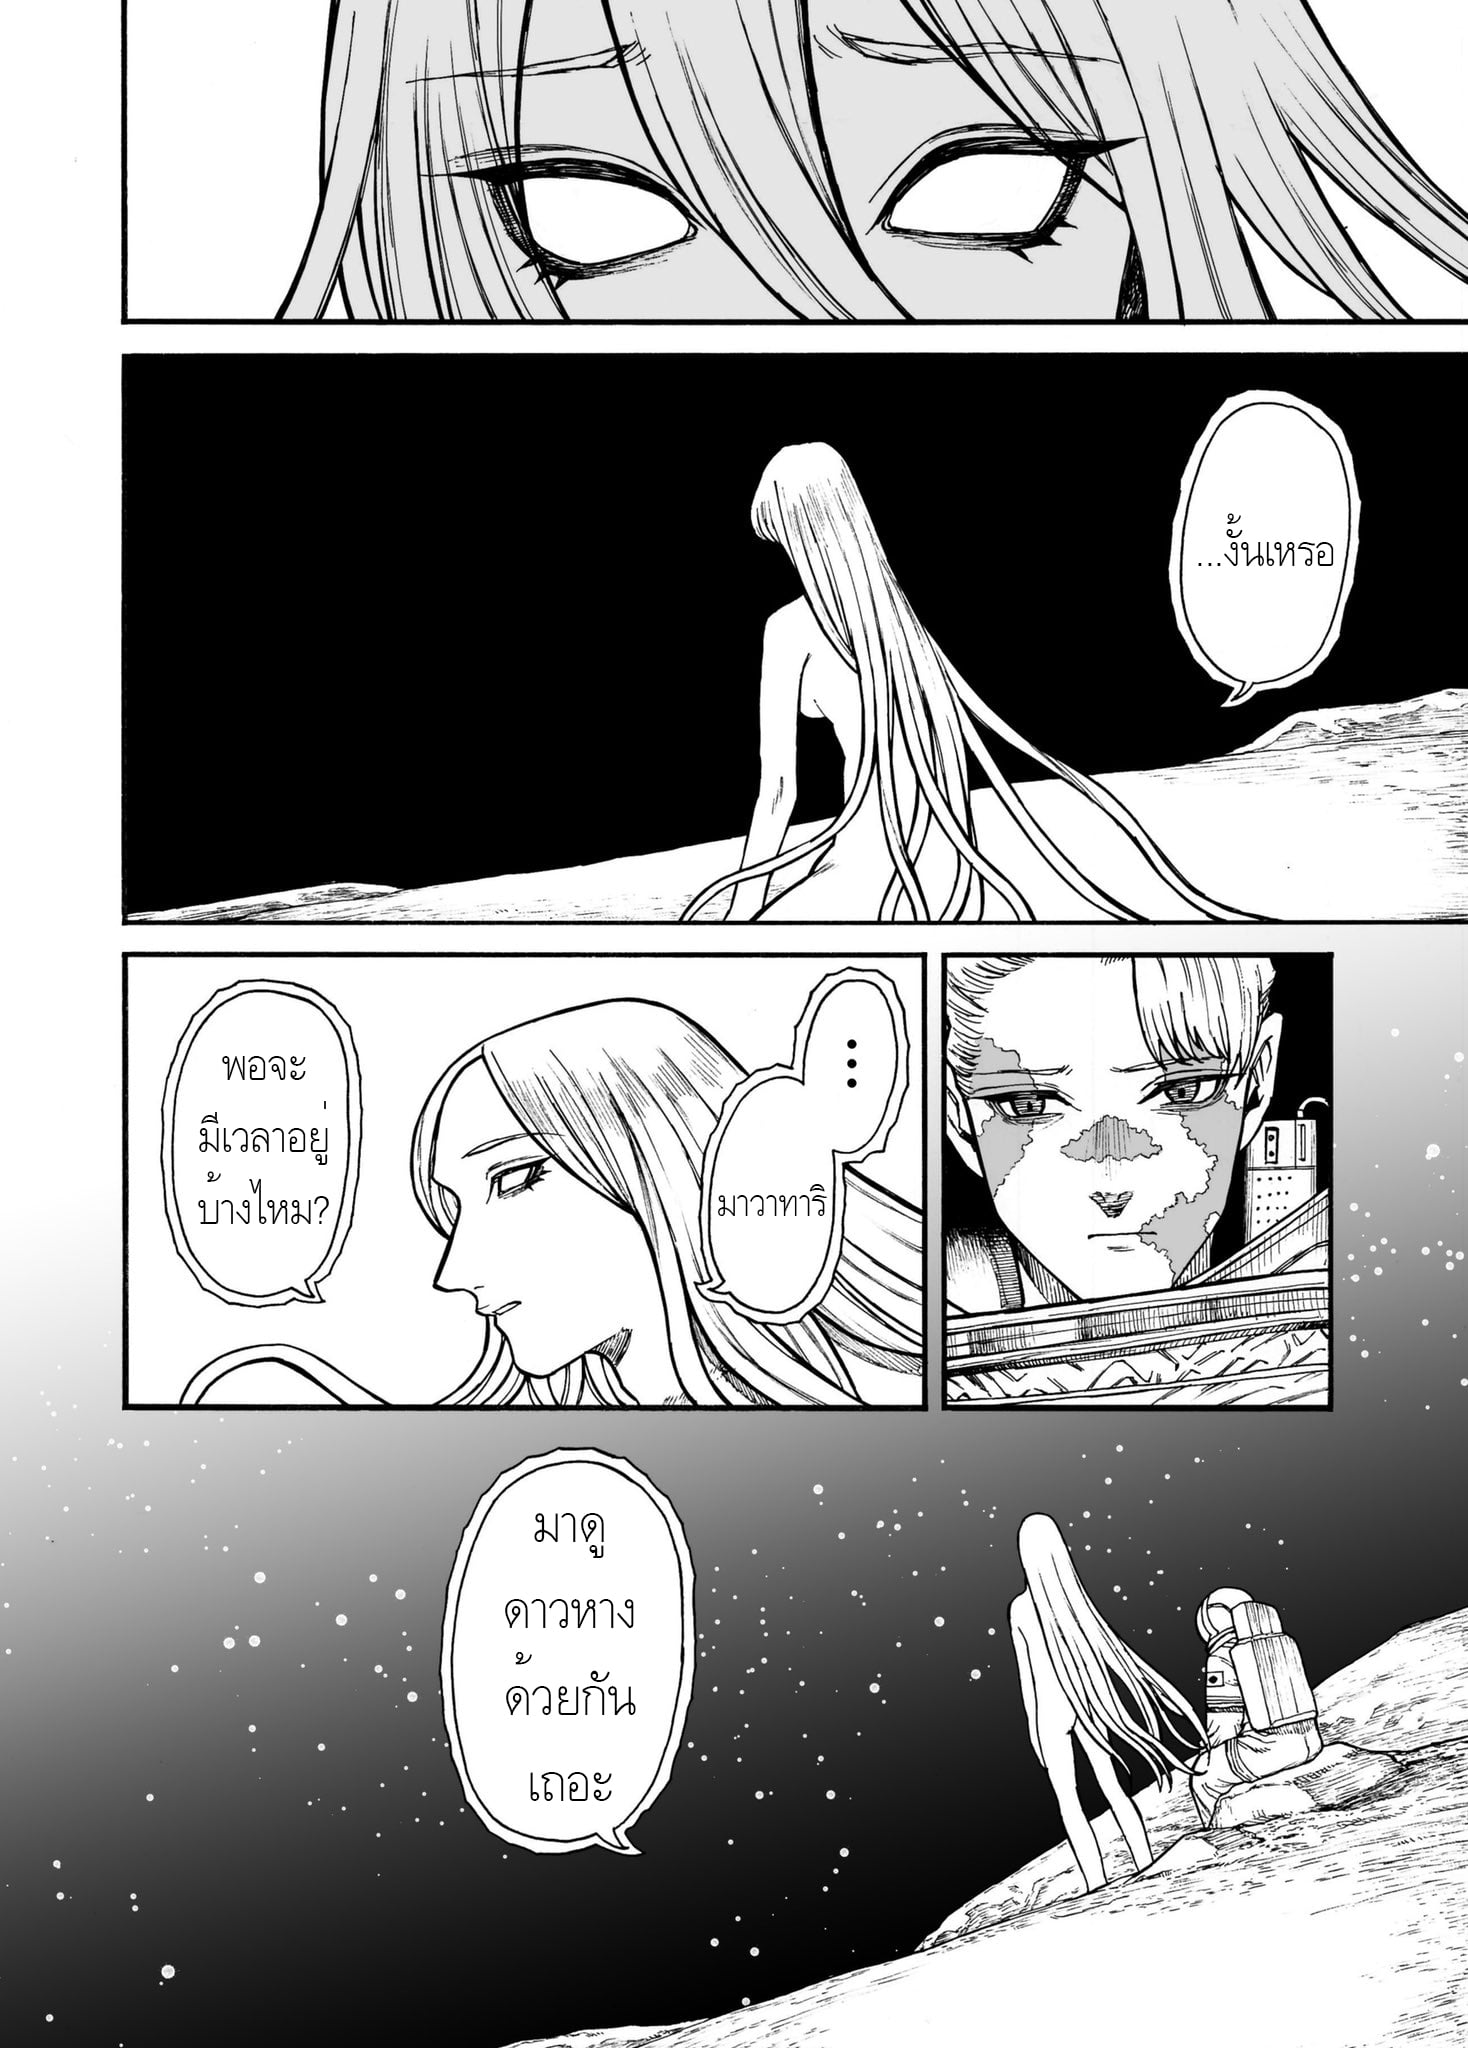 ...งั้นเหรอ
มาวาทาริ
พอจะ
มีเวลาอยู่
บ้างไหม?
มาดู
ดาวหาง
ด้วยกัน
เถอะ